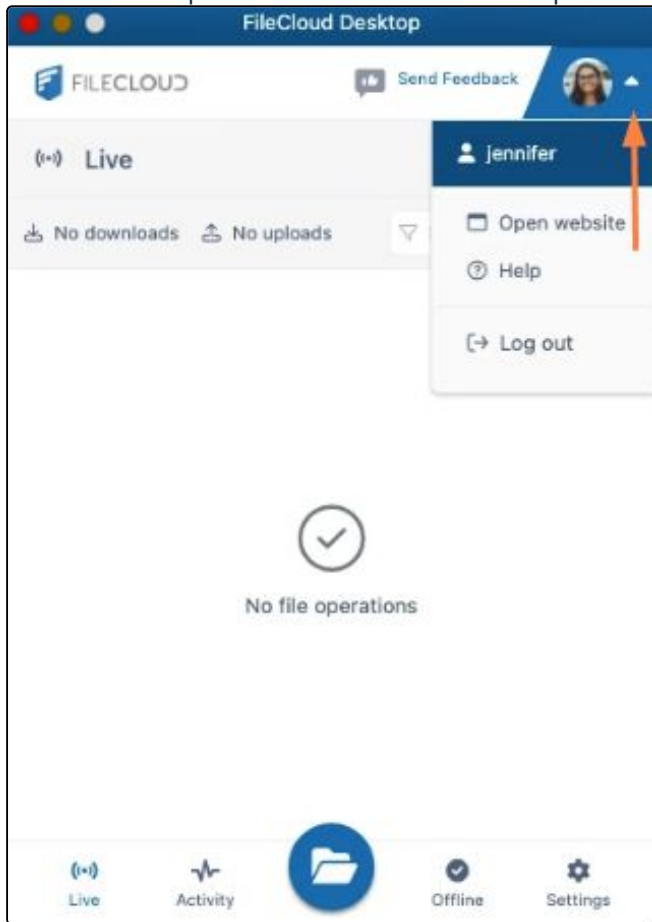 FileCloud Desktop
FILECLOUD
Send Feedback
Live
jennifer
No downloads
No uploads
Open website
Help
Log out
No file operations
Live
Activity
Offline
Settings